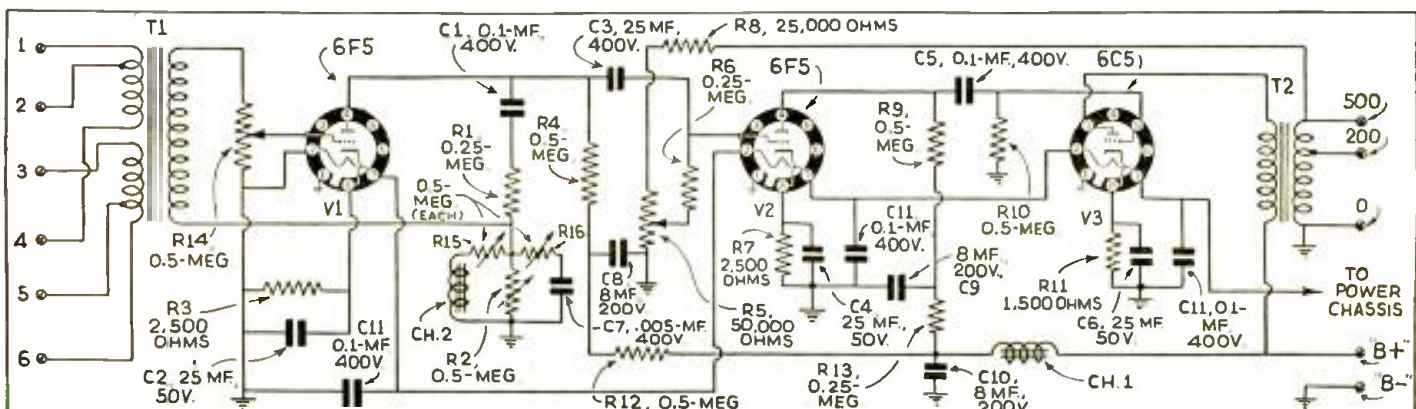 T1
1
2
3
4
5
6
R14
0.5-MEG
R3
2,500
OHMS
C2, 25 MF.
50V.
C11
0.1-MF
400V.
6F5
V1
C1, 0.1-MF.,
400V.
R1,
0.25-
MEG
0.5-
MEG
(EACH)
R15
R16
CH.2
R2,
0.5-MEG
C7, .005-MF.
400V.
C3, 25 MF.,
400V.
R4
0.5-
MEG
C8
8 MF
200V.
R12, 0.5-MEG
R6
0.25-
MEG
R5,
50,000
OHMS
R8, 25,000 OHMS
6F5
V2
R7
2,500
OHMS
C4
25 MF.,
50V.
C11
0.1-MF.
400V.
R9,
0.5-
MEG
C5, 0.1-MF.,400V.
R10
0.5-MEG
8 MF.
200V,
C9
R13,
0.25-
MEG
C10,
8 MF.,
200V.
CH.1
6C5
V3
R11
1,500 OHMS
C6, 25 MF.
50V.
C11, 0.1-
MF.
400V.
T2
500
200
0
TO
POWER
CHASSIS
"B+"
"B-"